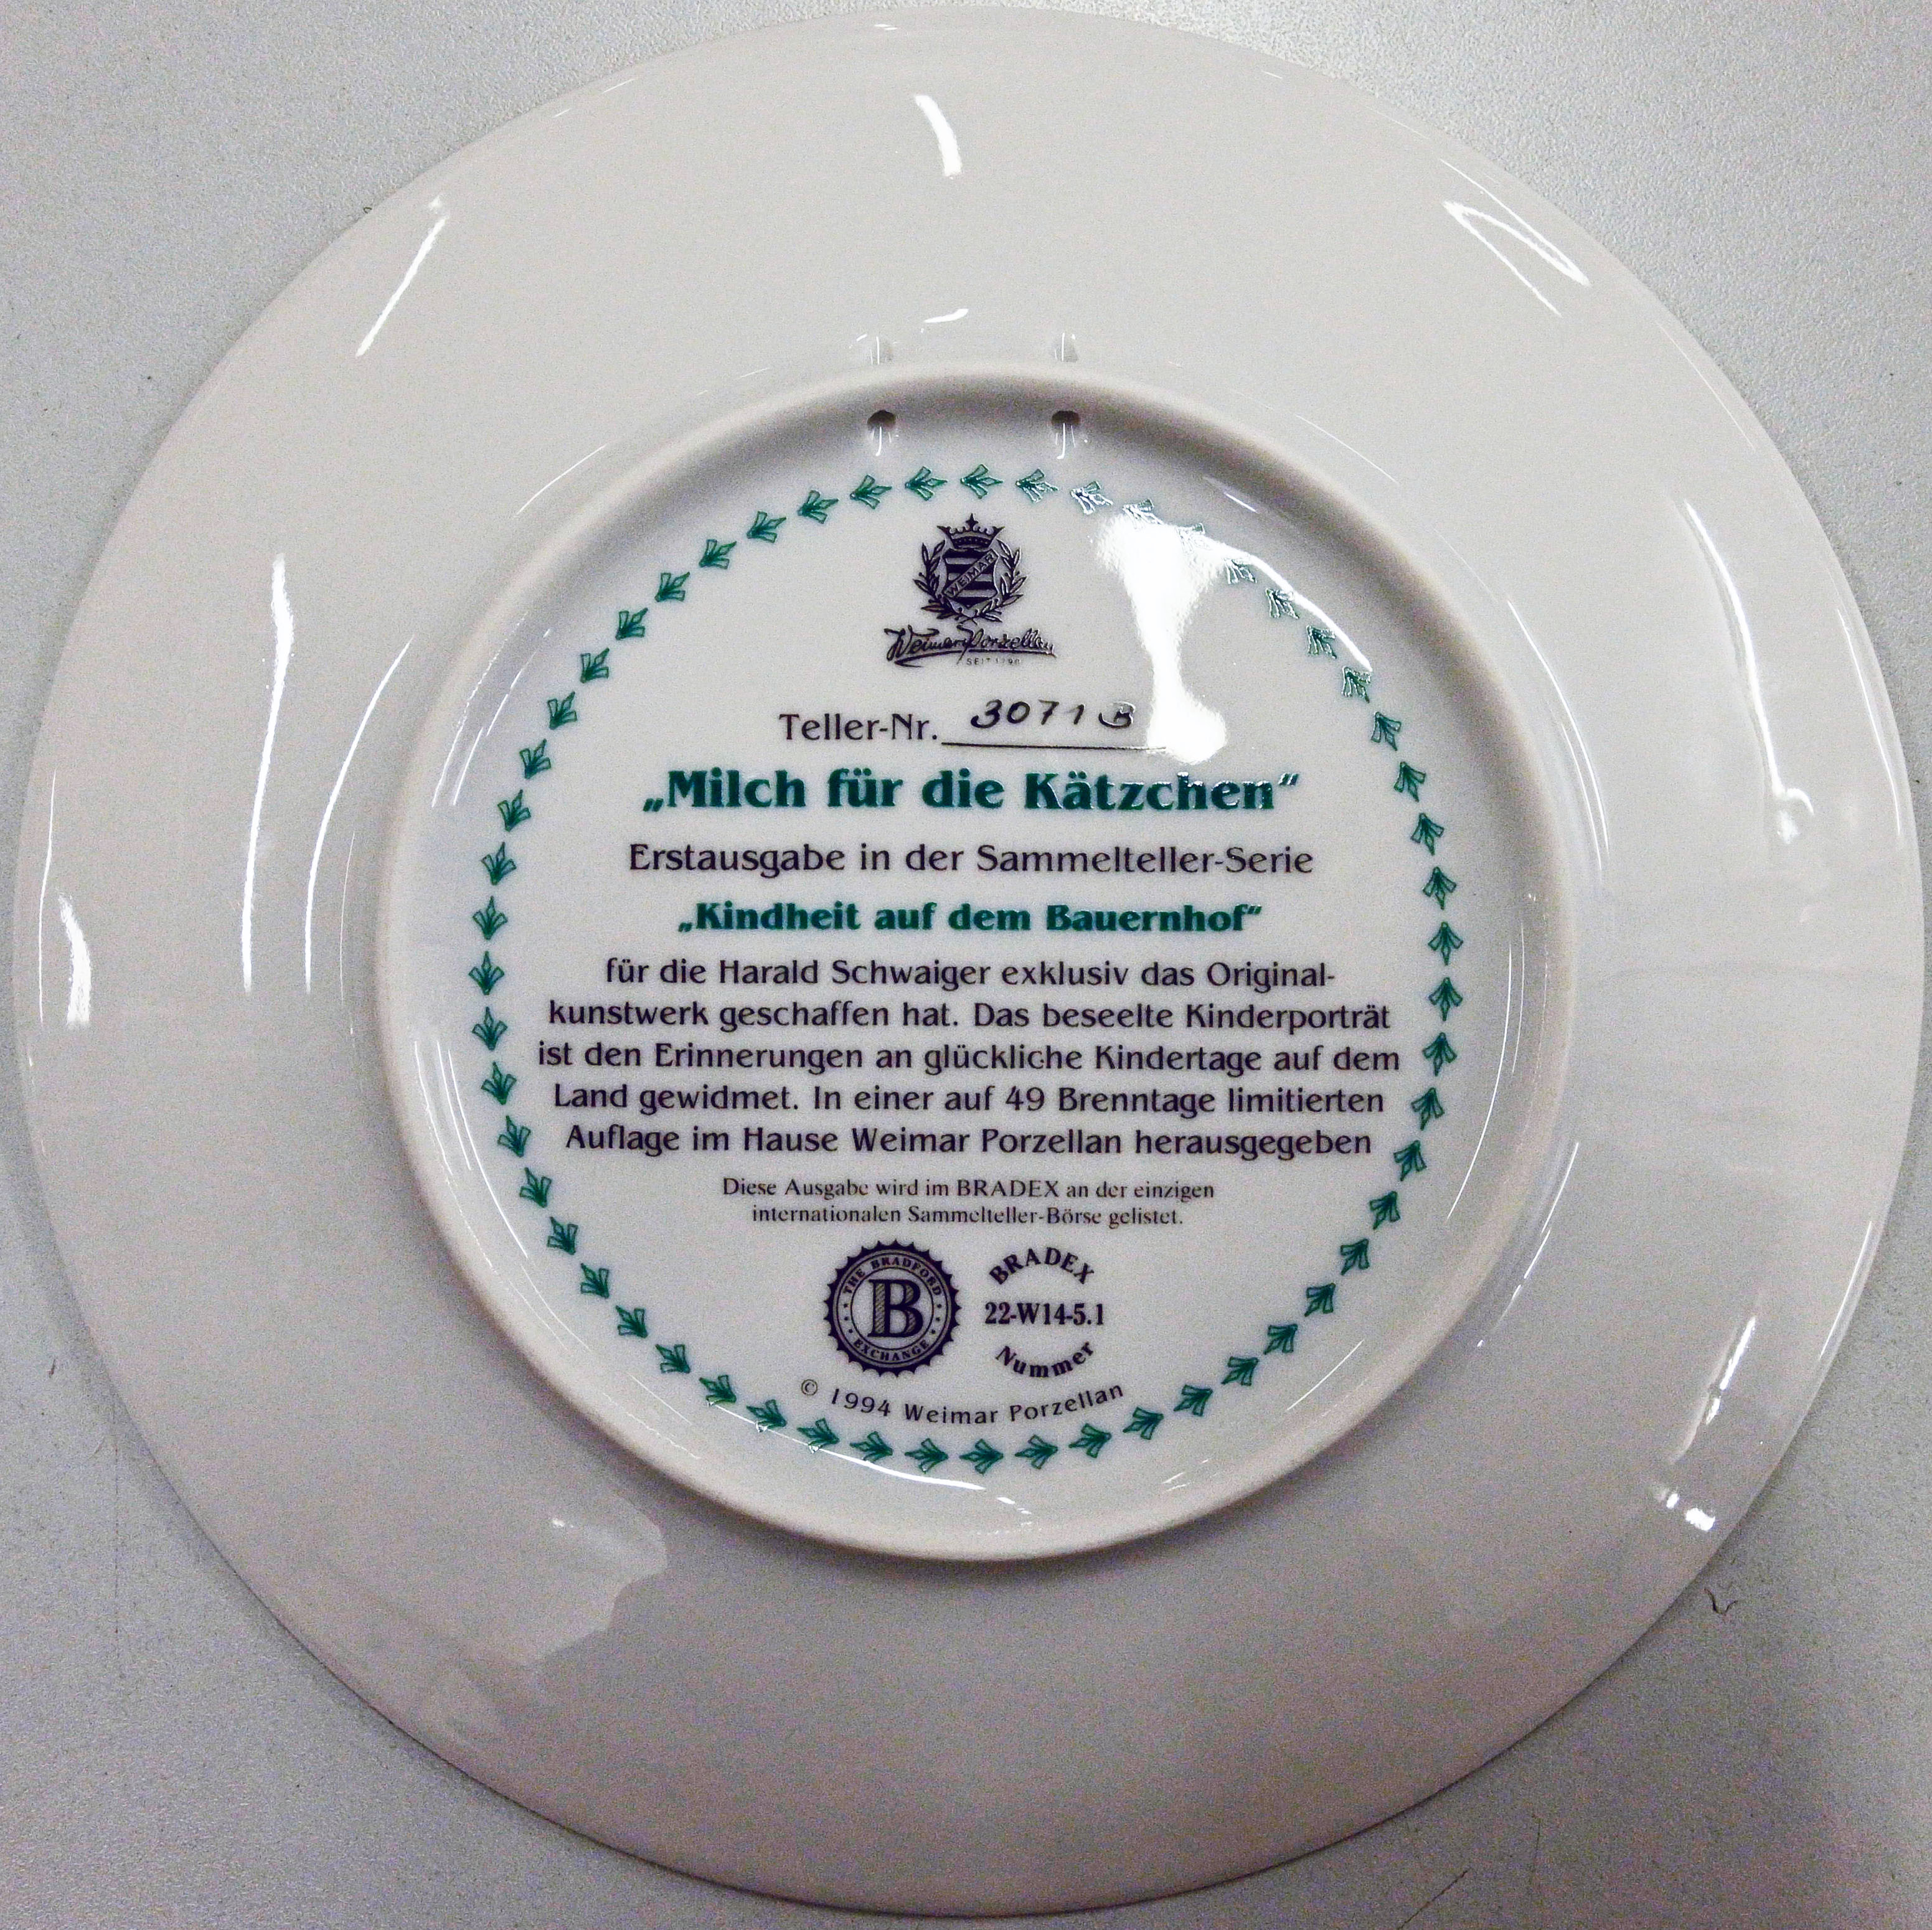 WEIMAR
Weimar Porzellan
SEIT 1790
Teller-Nr. 3071 B
„Milch für die Kätzchen“
Erstausgabe in der Sammelteller-Serie
„Kindheit auf dem Bauernhof“
für die Harald Schwaiger exklusiv das Original-
kunstwerk geschaffen hat. Das beseelte Kinderporträt
ist den Erinnerungen an glückliche Kindertage auf dem
Land gewidmet. In einer auf 49 Brenntage limitierten
Auflage im Hause Weimar Porzellan herausgegeben
Diese Ausgabe wird im BRADEX an der einzigen
internationalen Sammelteller-Börse gelistet.
THE BRADFORD
B
EXCHANGE
BRADEX
22-W14-5.1
Nummer
© 1994 Weimar Porzellan